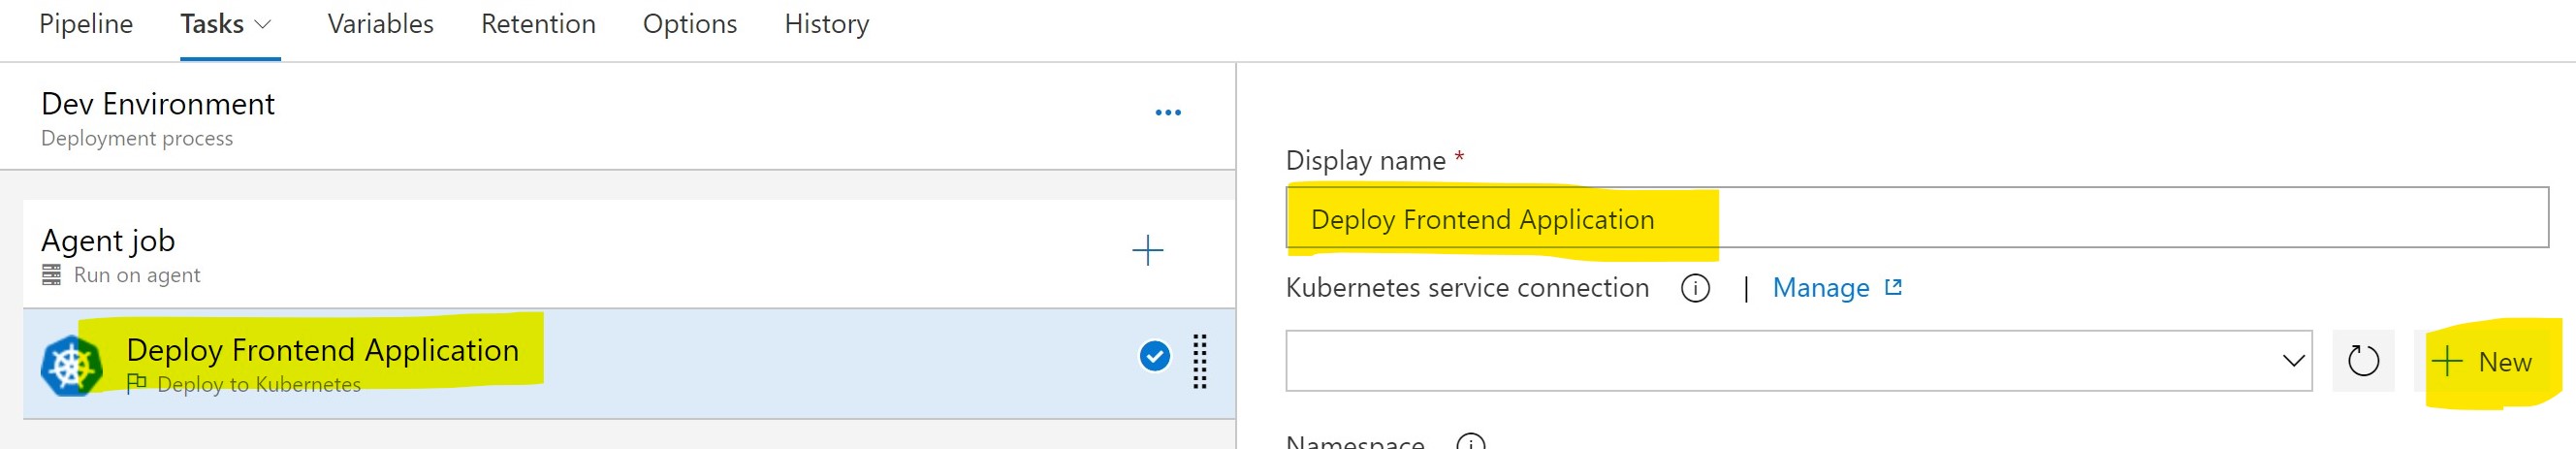 Pipeline Tasks Variables Retention Options History
Dev Environment
Deployment process
Agent job
Run on agent
Deploy Frontend Application
Deploy to Kubernetes
Display name *
Deploy Frontend Application
Kubernetes service connection | Manage
New
Namespace